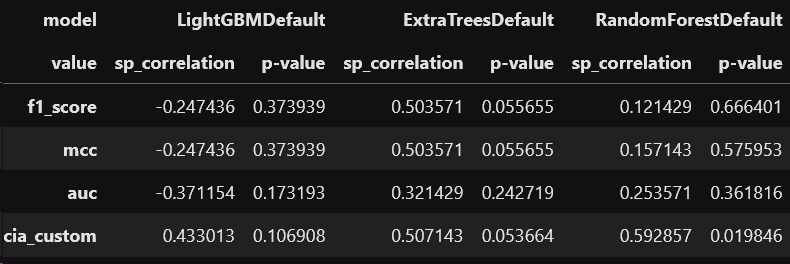 model LightGBMDefault ExtraTreesDefault RandomForestDefault
value sp_correlation p-value sp_correlation p-value sp_correlation p-value
f1_score -0.247436 0.373939 0.503571 0.055655 0.121429 0.666401
mcc -0.247436 0.373939 0.503571 0.055655 0.157143 0.575953
auc -0.371154 0.173193 0.321429 0.242719 0.253571 0.361816
cia_custom 0.433013 0.106908 0.507143 0.053664 0.592857 0.019846